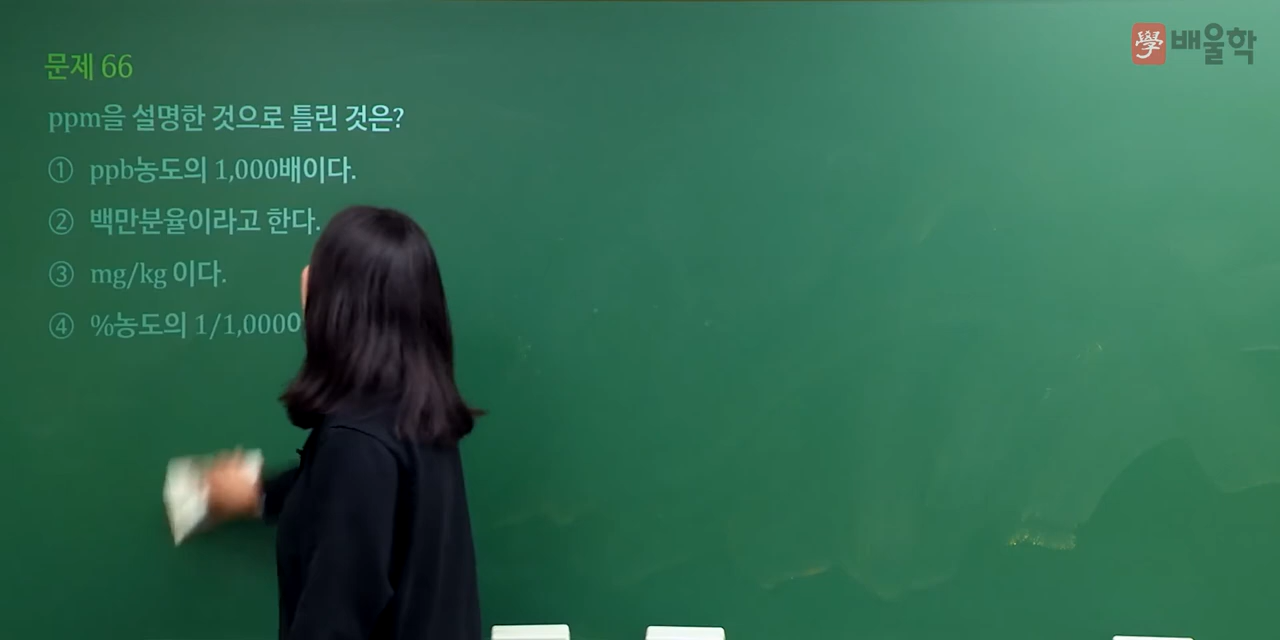 學 배울학
문제 66
ppm을 설명한 것으로 틀린 것은?
① ppb농도의 1,000배이다.
② 백만분율이라고 한다.
③ mg/kg 이다.
④ %농도의 1/1,0000